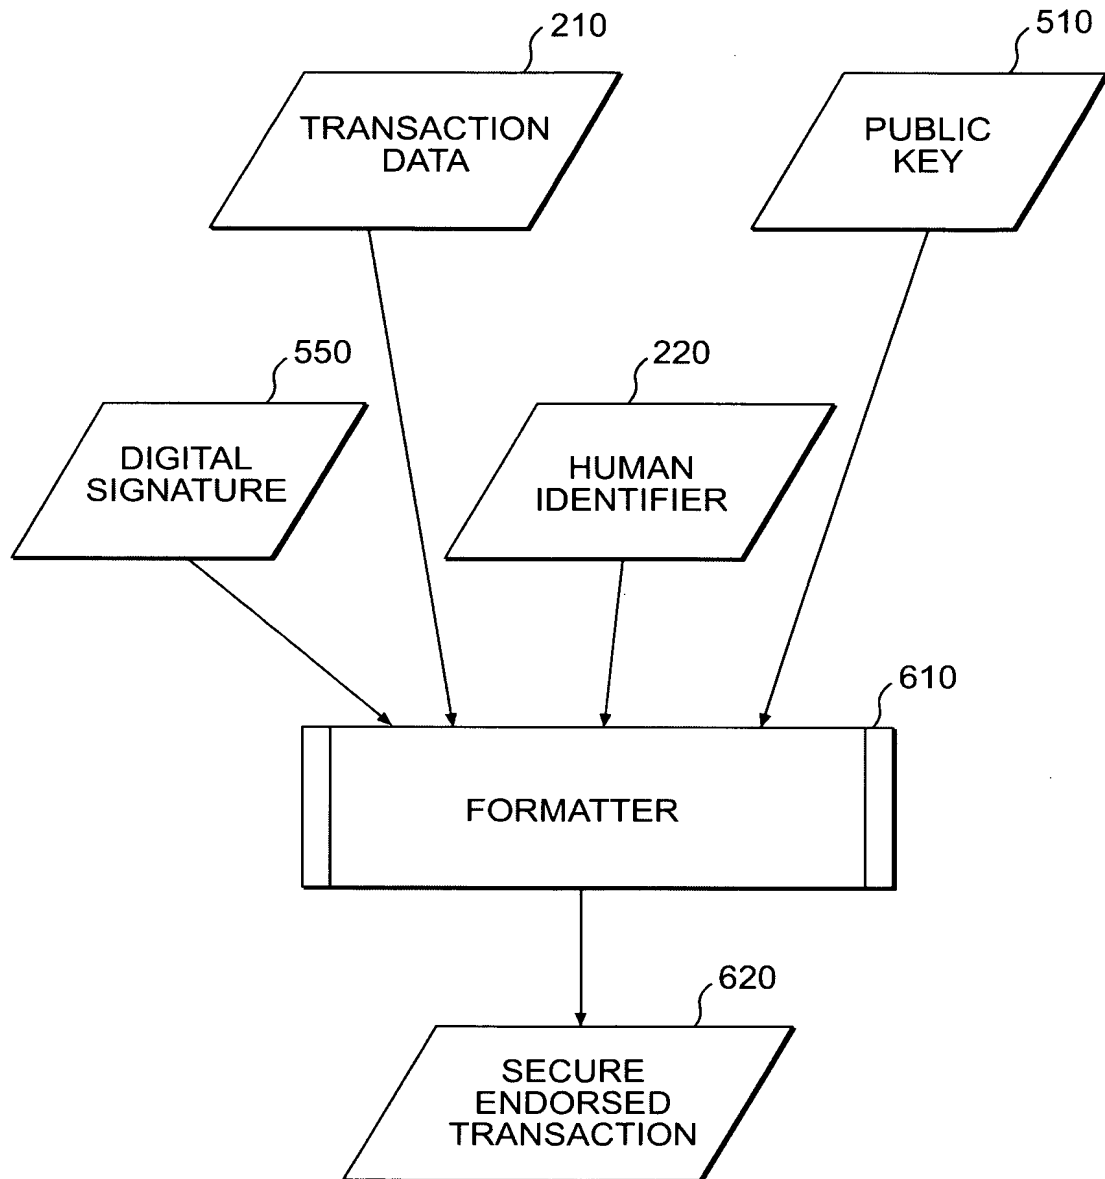 210
510
TRANSACTION
DATA
PUBLIC
KEY
550
220
DIGITAL
SIGNATURE
HUMAN
IDENTIFIER
610
FORMATTER
620
SECURE
ENDORSED
TRANSACTION